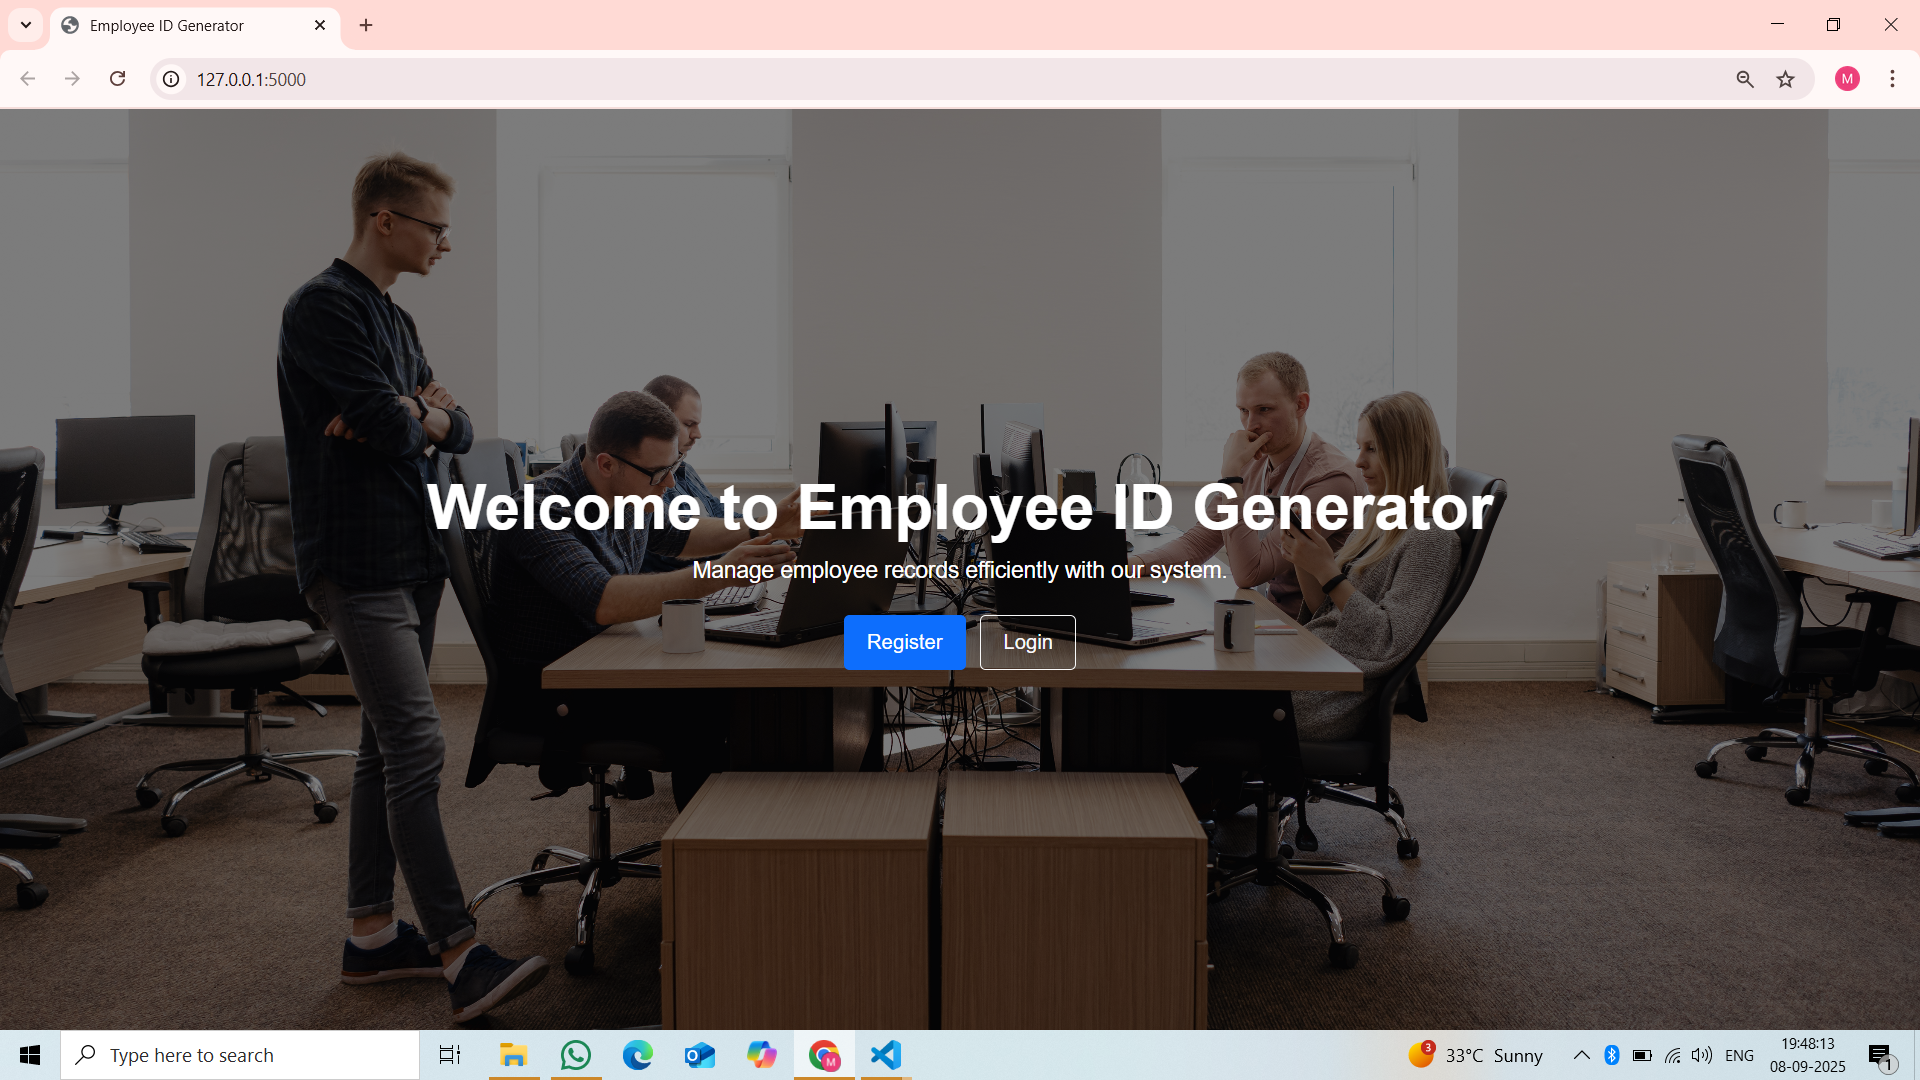 Employee ID Generator
127.0.0.1:5000
M
Welcome to Employee ID Generator
Manage employee records efficiently with our system.
Register
Login
Type here to search
M
3
33°C Sunny
ENG
19:48:13
08-09-2025
1